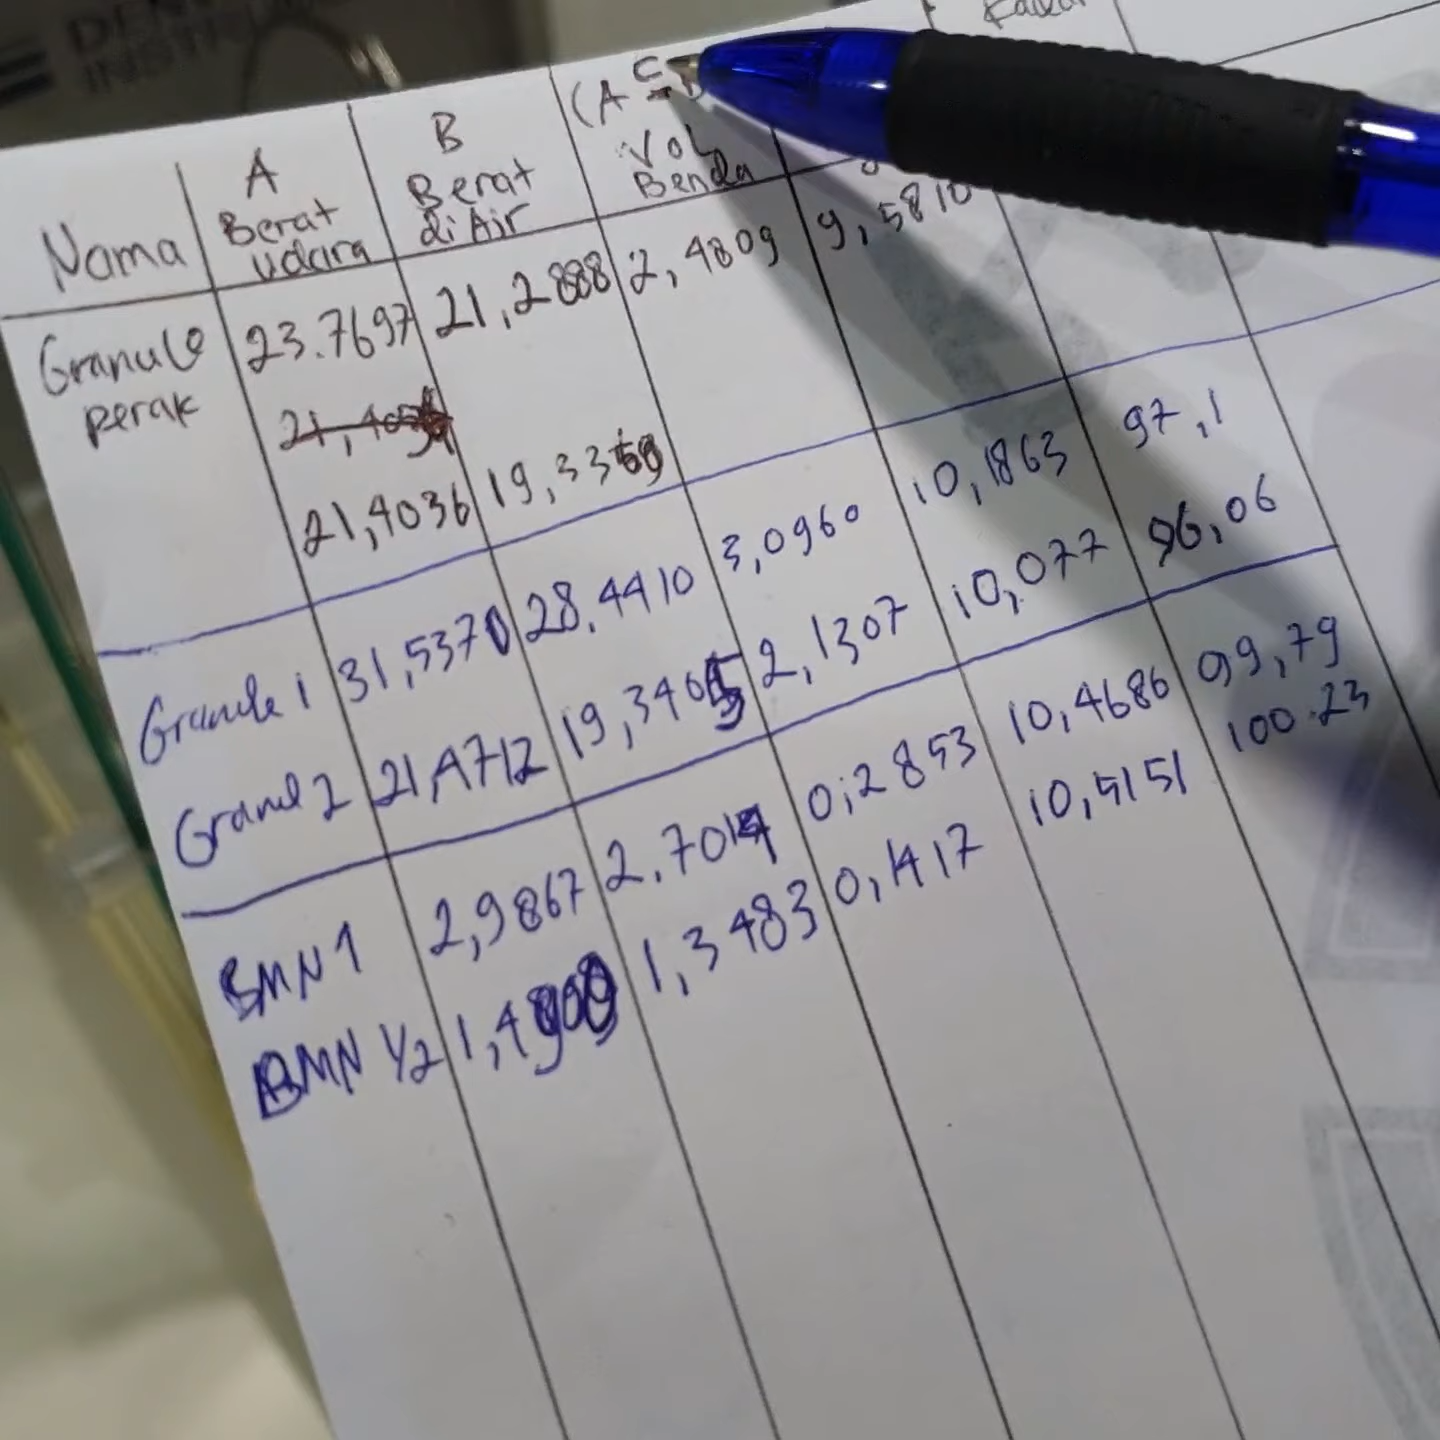 A
B
C
(A - B
Nama
Berat
udara
Berat
di Air
Vol
Benda
Granule
perak
23.7697
21,2888
2,4809
9,5810
21,4036
19,33
Granule 1
31,5370
28.4410
3,0960
10,1863
97,1
Granul 2
21,4712
19,3405
2,1307
10,077
96,06
BMN 1
2,9867
2.7014
0,2853
10,4686
99,79
BMN 1/2
1,4900
1,3483
0,1417
10,5151
100.23